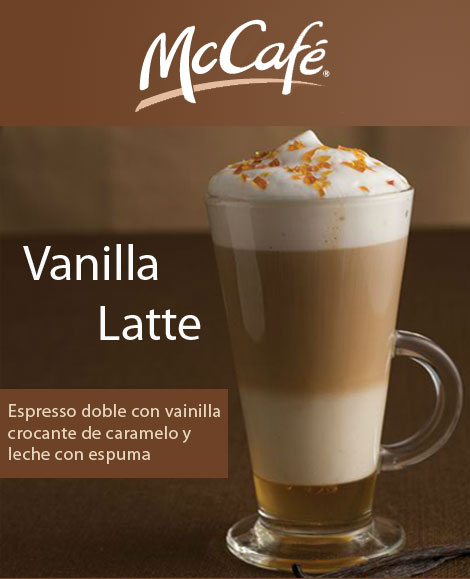 McCafé®
Vanilla
Latte
Espresso doble con vainilla
crocante de caramelo y
leche con espuma